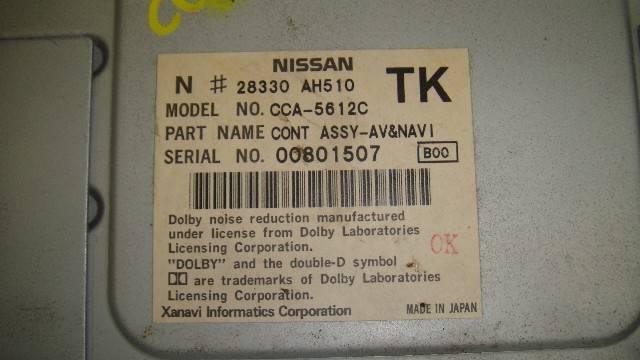 NISSAN
N # 28330 AH510 TK
MODEL NO. CCA-5612C
PART NAME CONT ASSY-AV&NAVI
SERIAL NO. 00801507 B00
Dolby noise reduction manufactured
under license from Dolby Laboratories
Licensing Corporation.
OK
"DOLBY" and the double-D symbol
are trademarks of Dolby Laboratories
Licensing Corporation.
Xanavi Informatics Corporation MADE IN JAPAN